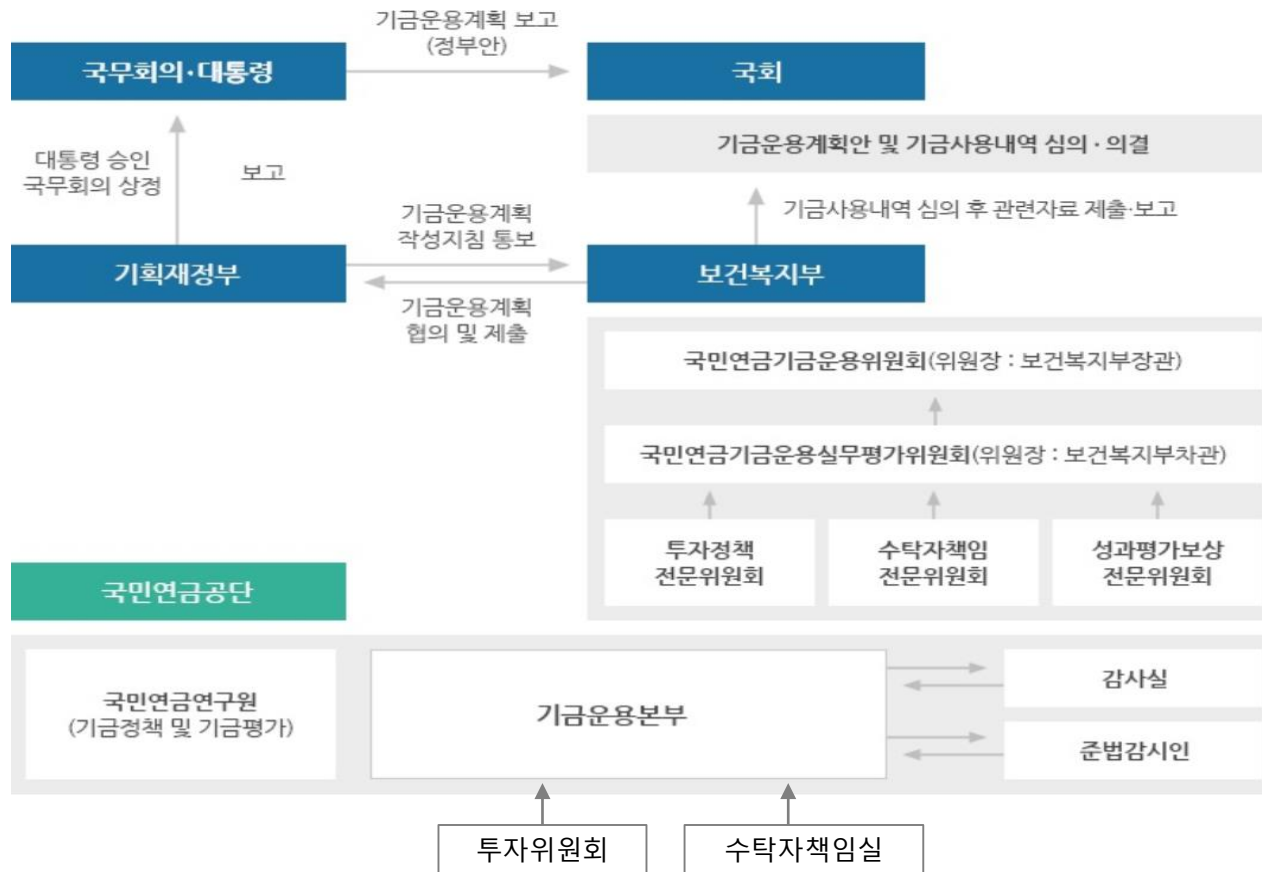 기금운용계획 보고
(정부안)
국무회의·대통령
국회
기금운용계획안 및 기금사용내역 심의·의결
대통령 승인
국무회의 상정
보고
기금사용내역 심의 후 관련자료 제출·보고
기금운용계획
작성지침 통보
기획재정부
보건복지부
기금운용계획
협의 및 제출
국민연금기금운용위원회(위원장 : 보건복지부장관)
국민연금기금운용실무평가위원회(위원장 : 보건복지부차관)
투자정책
전문위원회
수탁자책임
전문위원회
성과평가보상
전문위원회
국민연금공단
국민연금연구원
(기금정책 및 기금평가)
기금운용본부
감사실
준법감시인
투자위원회
수탁자책임실